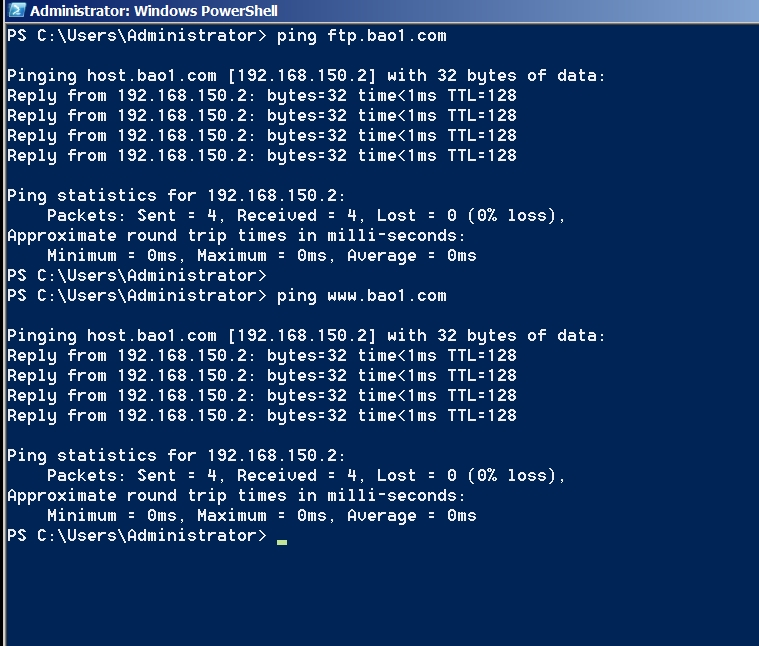 Administrator: Windows PowerShell
PS C:\Users\Administrator> ping ftp.bao1.com
Pinging host.bao1.com [192.168.150.2] with 32 bytes of data:
Reply from 192.168.150.2: bytes=32 time<1ms TTL=128
Reply from 192.168.150.2: bytes=32 time<1ms TTL=128
Reply from 192.168.150.2: bytes=32 time<1ms TTL=128
Reply from 192.168.150.2: bytes=32 time<1ms TTL=128
Ping statistics for 192.168.150.2:
    Packets: Sent = 4, Received = 4, Lost = 0 (0% loss),
Approximate round trip times in milli-seconds:
    Minimum = 0ms, Maximum = 0ms, Average = 0ms
PS C:\Users\Administrator>
PS C:\Users\Administrator> ping www.bao1.com
Pinging host.bao1.com [192.168.150.2] with 32 bytes of data:
Reply from 192.168.150.2: bytes=32 time<1ms TTL=128
Reply from 192.168.150.2: bytes=32 time<1ms TTL=128
Reply from 192.168.150.2: bytes=32 time<1ms TTL=128
Reply from 192.168.150.2: bytes=32 time<1ms TTL=128
Ping statistics for 192.168.150.2:
    Packets: Sent = 4, Received = 4, Lost = 0 (0% loss),
Approximate round trip times in milli-seconds:
    Minimum = 0ms, Maximum = 0ms, Average = 0ms
PS C:\Users\Administrator>